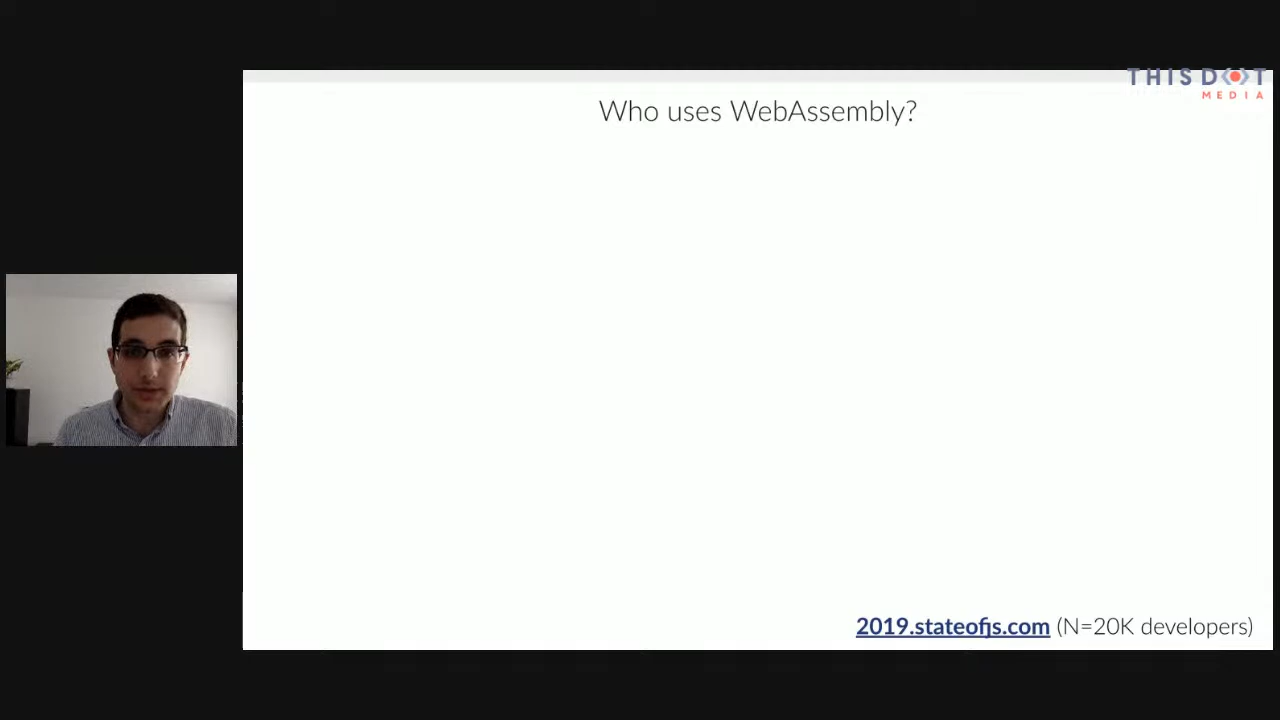 THIS DOT
MEDIA
Who uses WebAssembly?
2019.stateofjs.com (N=20K developers)